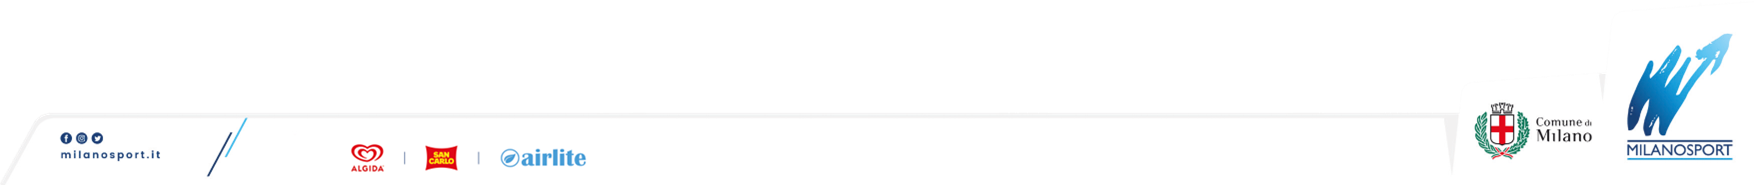 milanosport.it
ALGIDA
SAN
CARLO
airlite
Comune di
Milano
MILANOSPORT